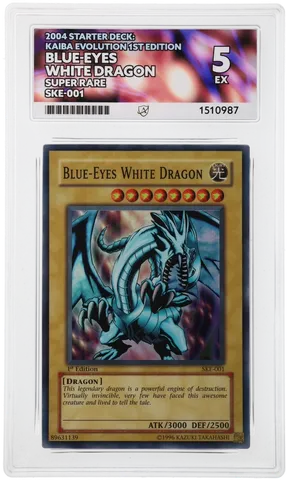 2004 STARTER DECK:
KAIBA EVOLUTION 1ST EDITION
BLUE-EYES
WHITE DRAGON
SUPER RARE
SKE-001
5
EX
1510987
BLUE-EYES WHITE DRAGON
光
1st Edition
SKE-001
[DRAGON]
This legendary dragon is a powerful engine of destruction.
Virtually invincible, very few have faced this awesome
creature and lived to tell the tale.
ATK/3000 DEF/2500
89631139
©1996 KAZUKI TAKAHASHI